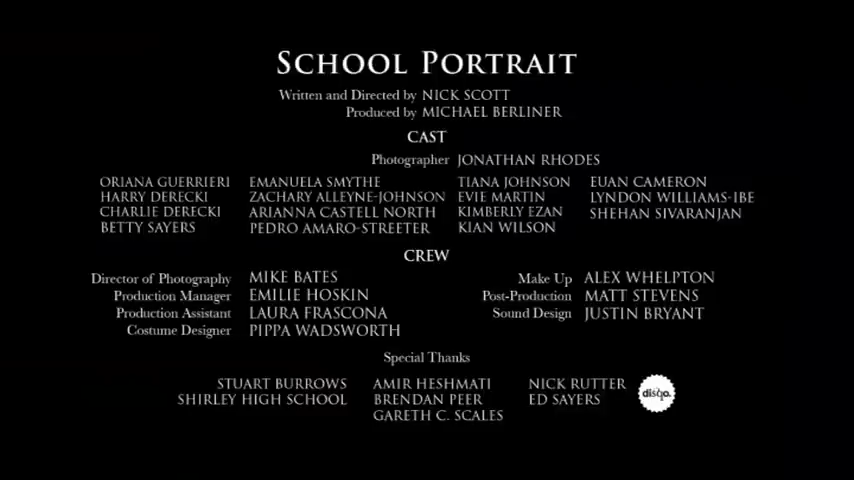 SCHOOL PORTRAIT
Written and Directed by NICK SCOTT
Produced by MICHAEL BERLINER
CAST
Photographer JONATHAN RHODES
ORIANA GUERRIERI EMANUELA SMYTHE TIANA JOHNSON EUAN CAMERON
HARRY DERECKI ZACHARY ALLEYNE-JOHNSON EVIE MARTIN LYNDON WILLIAMS-IBE
CHARLIE DERECKI ARIANNA CASTELL NORTH KIMBERLY EZAN SHEHAN SIVARANJAN
BETTY SAYERS PEDRO AMARO-STREETER KIAN WILSON
CREW
Director of Photography MIKE BATES Make Up ALEX WHELPTON
Production Manager EMILIE HOSKIN Post-Production MATT STEVENS
Production Assistant LAURA FRASCONA Sound Design JUSTIN BRYANT
Costume Designer PIPPA WADSWORTH
Special Thanks
STUART BURROWS AMIR HESHMATI NICK RUTTER
SHIRLEY HIGH SCHOOL BRENDAN PEER ED SAYERS
GARETH C. SCALES
disqo.